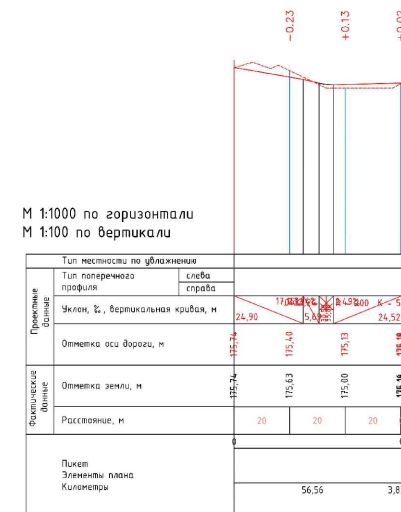 -0.23
+0.13
М 1:1000 по горизонтали
М 1:100 по вертикали
Тип местности по увлажнению
Проектные данные
Тип поперечного профиля
слева
справа
Уклон, ‰, вертикальная кривая, м
24,90
24,52
Отметка оси дороги, м
175,74
175,40
175,13
Фактические данные
Отметка земли, м
175,74
175,63
175,00
Расстояние, м
20
20
20
0
Пикет
Элементы плана
Километры
56,56